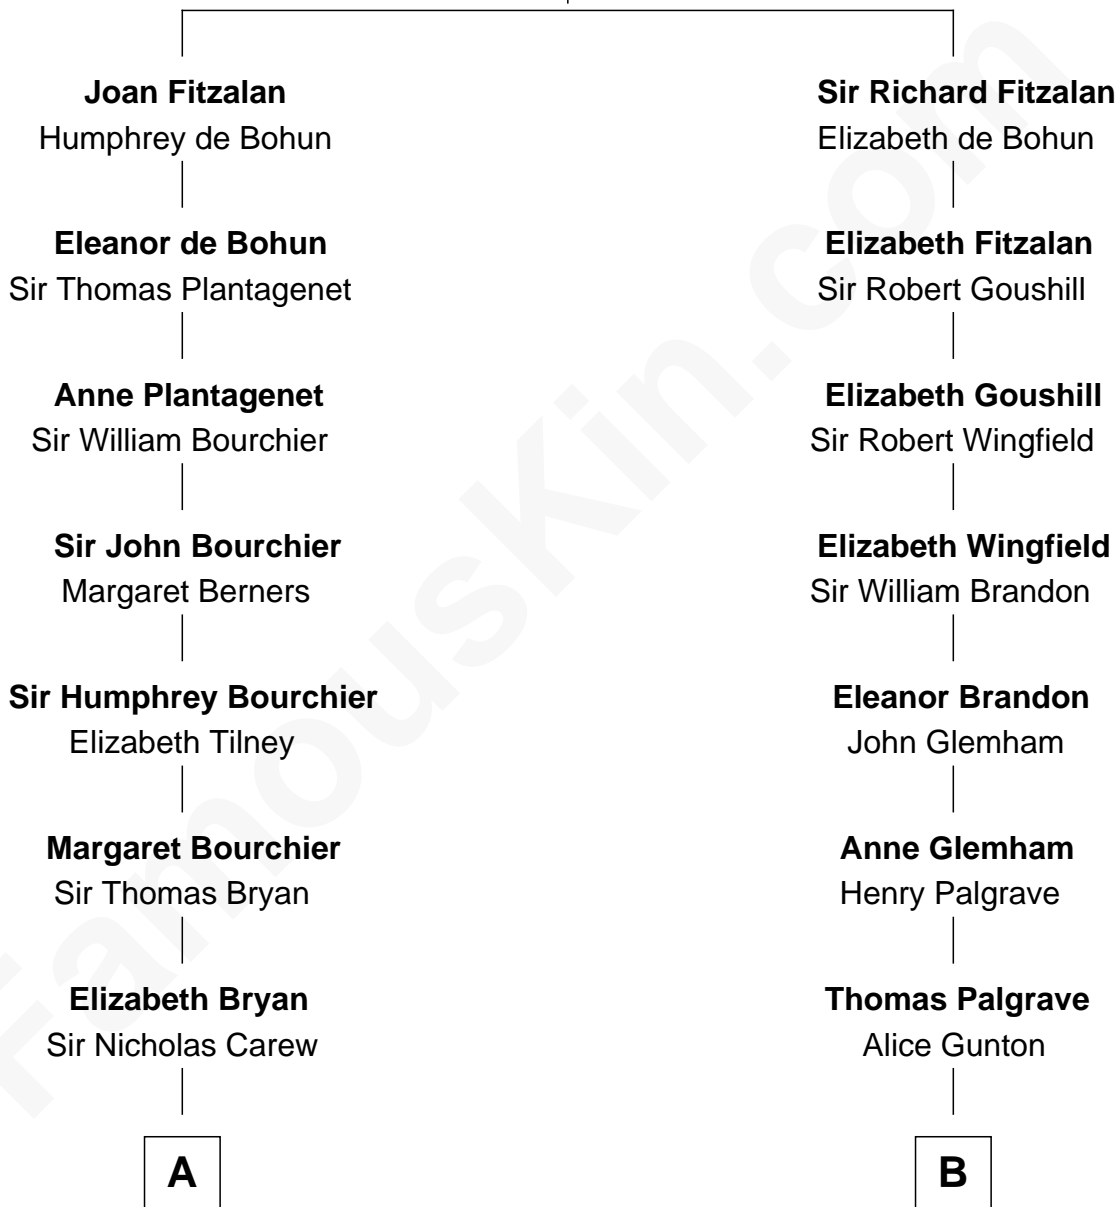 Joan Fitzalan
Humphrey de Bohun
Eleanor de Bohun
Sir Thomas Plantagenet
Anne Plantagenet
Sir William Bourchier
Sir John Bourchier
Margaret Berners
Sir Humphrey Bourchier
Elizabeth Tilney
Margaret Bourchier
Sir Thomas Bryan
Elizabeth Bryan
Sir Nicholas Carew
A
Sir Richard Fitzalan
Elizabeth de Bohun
Elizabeth Fitzalan
Sir Robert Goushill
Elizabeth Goushill
Sir Robert Wingfield
Elizabeth Wingfield
Sir William Brandon
Eleanor Brandon
John Glemham
Anne Glemham
Henry Palgrave
Thomas Palgrave
Alice Gunton
B
FamousKin.com